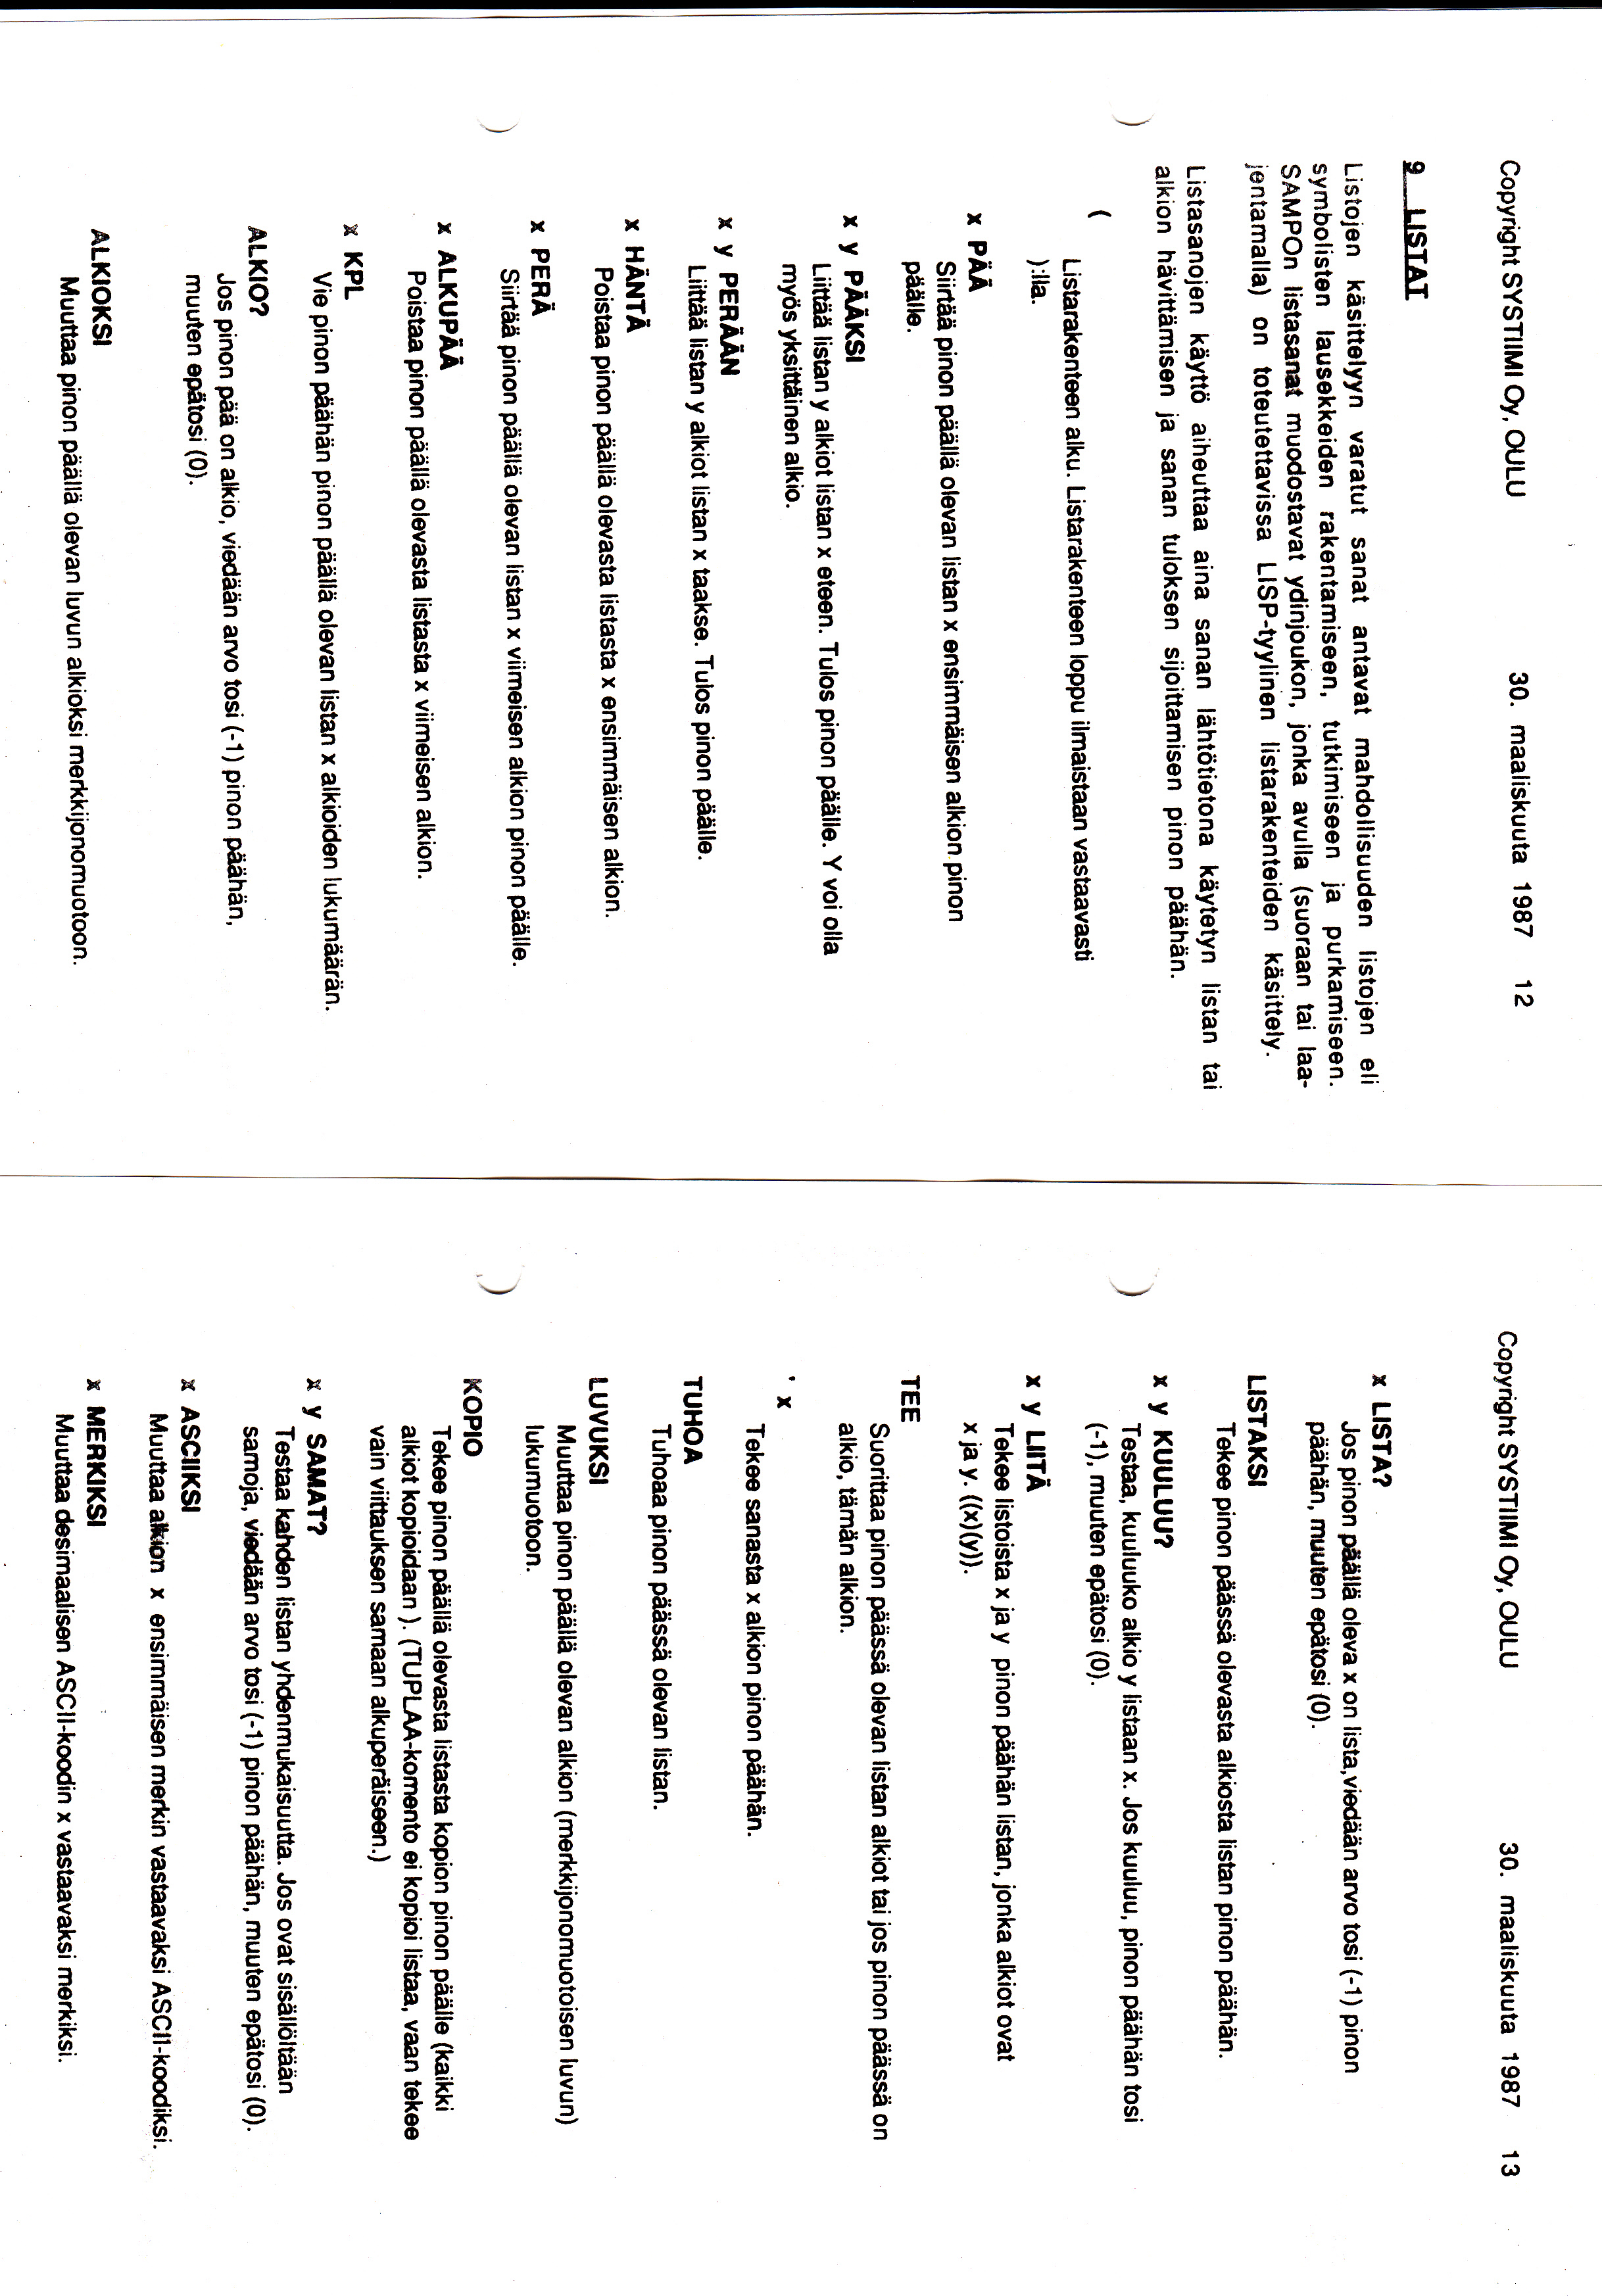 Copyright SYSTIIMI Oy, OULU 30. maaliskuuta 1987 12
9 LISTAT
Listojen käsittelyyn varatut sanat antavat mahdollisuuden listojen eli
symbolisten lausekkeiden rakentamiseen, tutkimiseen ja purkamiseen.
SAMPOn listasanat muodostavat ydinjoukon, jonka avulla (suoraan tai laa-
jentamalla) on toteutettavissa LISP-tyylinen listarakenteiden käsittely.
Listasanojen käyttö aiheuttaa aina sanan lähtötietona käytetyn listan tai
alkion hävittämisen ja sanan tuloksen sijoittamisen pinon päähän.
(
Listarakenteen alku. Listarakenteen loppu ilmaistaan vastaavasti
):lla.
x PÄÄ
Siirtää pinon päällä olevan listan x ensimmäisen alkion pinon
päälle.
x y PÄÄKSI
Liittää listan y alkiot listan x eteen. Tulos pinon päälle. Y voi olla
myös yksittäinen alkio.
x y PERÄÄN
Liittää listan y alkiot listan x taakse. Tulos pinon päälle.
x HÄNTÄ
Poistaa pinon päällä olevasta listasta x ensimmäisen alkion.
x PERÄ
Siirtää pinon päällä olevan listan x viimeisen alkion pinon päälle.
x ALKUPÄÄ
Poistaa pinon päällä olevasta listasta x viimeisen alkion.
x KPL
Vie pinon päähän pinon päällä olevan listan x alkioiden lukumäärän.
ALKIO?
Jos pinon pää on alkio, viedään arvo tosi (-1) pinon päähän,
muuten epätosi (0).
ALKIOKSI
Muuttaa pinon päällä olevan luvun alkioksi merkkijonomuotoon.
Copyright SYSTIIMI Oy, OULU 30. maaliskuuta 1987 13
x LISTA?
Jos pinon päällä oleva x on lista,viedään arvo tosi (-1) pinon
päähän, muuten epätosi (0).
LISTAKSI
Tekee pinon päässä olevasta alkiosta listan pinon päähän.
x y KUULUU?
Testaa, kuuluuko alkio y listaan x. Jos kuuluu, pinon päähän tosi
(-1), muuten epätosi (0).
x y LIITÄ
Tekee listoista x ja y pinon päähän listan, jonka alkiot ovat
x ja y. ((x)(y)).
TEE
Suorittaa pinon päässä olevan listan alkiot tai jos pinon päässä on
alkio, tämän alkion.
' x
Tekee sanasta x alkion pinon päähän.
TUHOA
Tuhoaa pinon päässä olevan listan.
LUVUKSI
Muuttaa pinon päällä olevan alkion (merkkijonomuotoisen luvun)
lukumuotoon.
KOPIO
Tekee pinon päällä olevasta listasta kopion pinon päälle (kaikki
alkiot kopioidaan ). (TUPLAA-komento ei kopioi listaa, vaan tekee
vain viittauksen samaan alkuperäiseen.)
x y SAMAT?
Testaa kahden listan yhdenmukaisuutta. Jos ovat sisällöltään
samoja, viedään arvo tosi (-1) pinon päähän, muuten epätosi (0).
x ASCIIKSI
Muuttaa alkion x ensimmäisen merkin vastaavaksi ASCII-koodiksi.
x MERKIKSI
Muuttaa desimaalisen ASCII-koodin x vastaavaksi merkiksi.